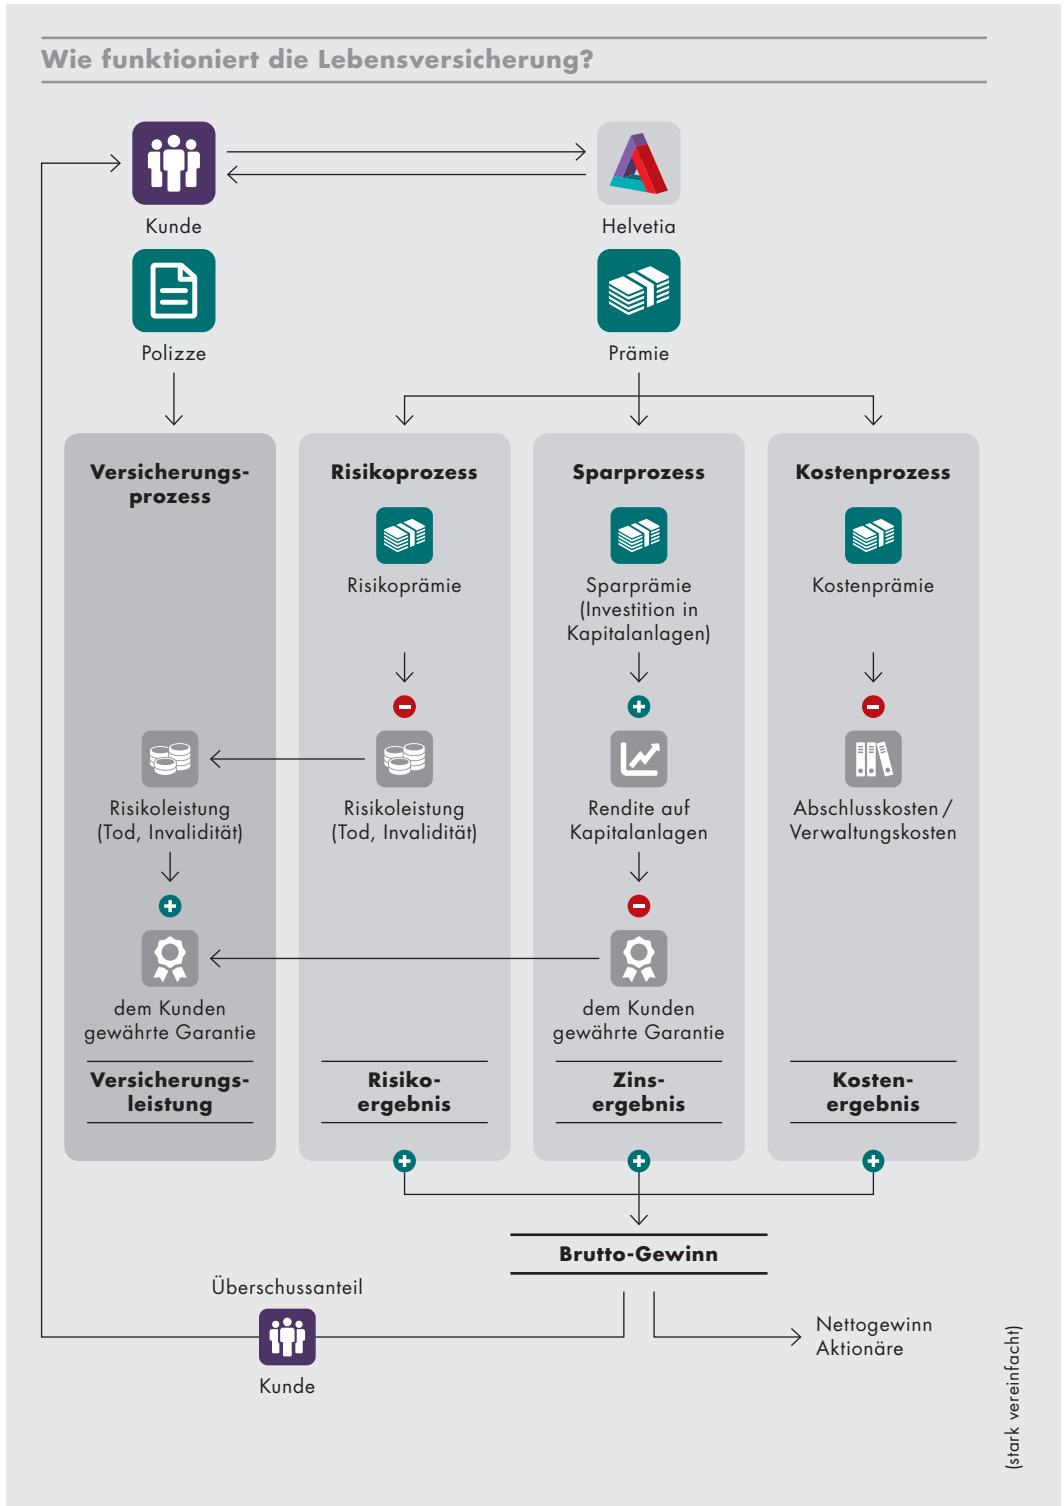 Wie funktioniert die Lebensversicherung?
Kunde
Helvetia
Polizze
Prämie
Versicherungs-
prozess
Risikoleistung
(Tod, Invalidität)
dem Kunden
gewährte Garantie
Versicherungs-
leistung
Risikoprozess
Risikoprämie
Risikoleistung
(Tod, Invalidität)
Risiko-
ergebnis
Sparprozess
Sparprämie
(Investition in
Kapitalanlagen)
Rendite auf
Kapitalanlagen
dem Kunden
gewährte Garantie
Zins-
ergebnis
Kostenprozess
Kostenprämie
Abschlusskosten /
Verwaltungskosten
Kosten-
ergebnis
Brutto-Gewinn
Überschussanteil
Kunde
Nettogewinn
Aktionäre
(stark vereinfacht)